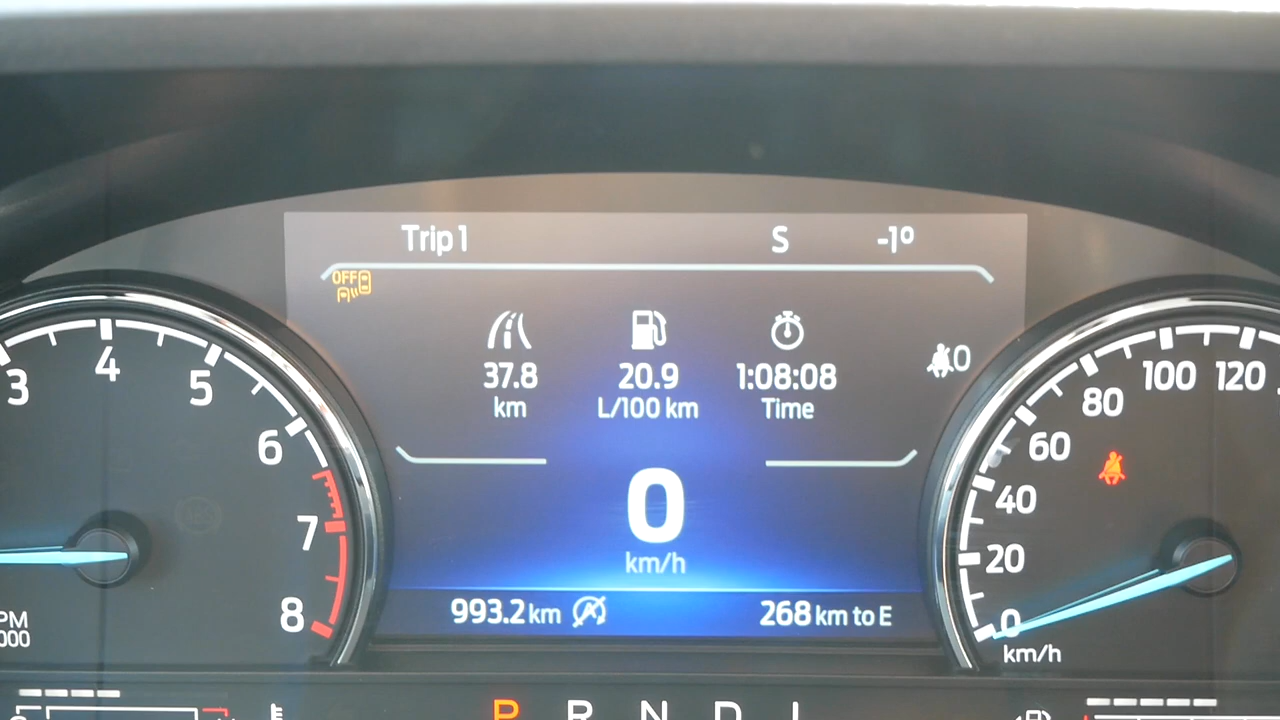 Trip 1 S -1º
OFF
37.8 20.9 1:08:08
km L/100 km Time
0
3 4 5 6 7 8
0 20 40 60 80 100 120
km/h
0
km/h
993.2 km 268 km to E
P R N D L